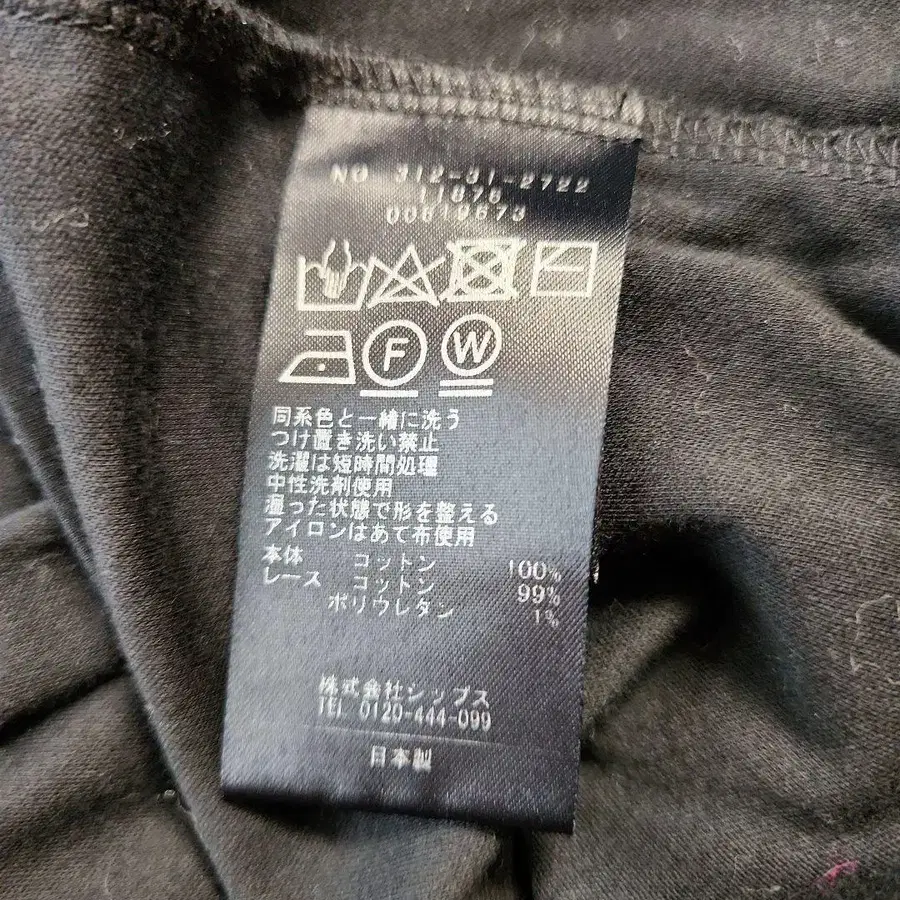 NO 312-31-2722
11876
00619673
F W
同系色と一緒に洗う
つけ置き洗い禁止
洗濯は短時間処理
中性洗剤使用
湿った状態で形を整える
アイロンはあて布使用
本体 コットン 100%
レース コットン 99%
ポリウレタン 1%
株式会社シップス
TEL 0120-444-099
日本製